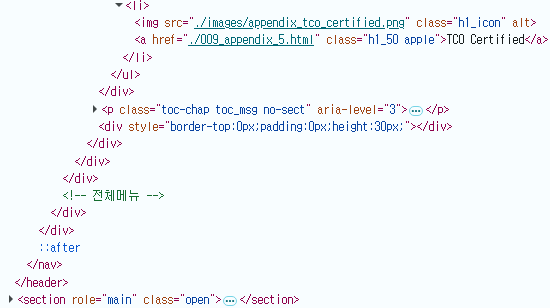 ▼<li>
<img src="./images/appendix_tco_certified.png" class="h1_icon" alt>
<a href="./009_appendix_5.html" class="h1_50 apple">TCO Certified</a>
</li>
</ul>
</div>
▶<p class="toc-chap toc_msg no-sect" aria-level="3">…</p>
<div style="border-top:0px;padding:0px;height:30px;"></div>
</div>
</div>
</div>
<!-- 전체메뉴 -->
</div>
</div>
::after
</nav>
</header>
▶<section role="main" class="open">…</section>